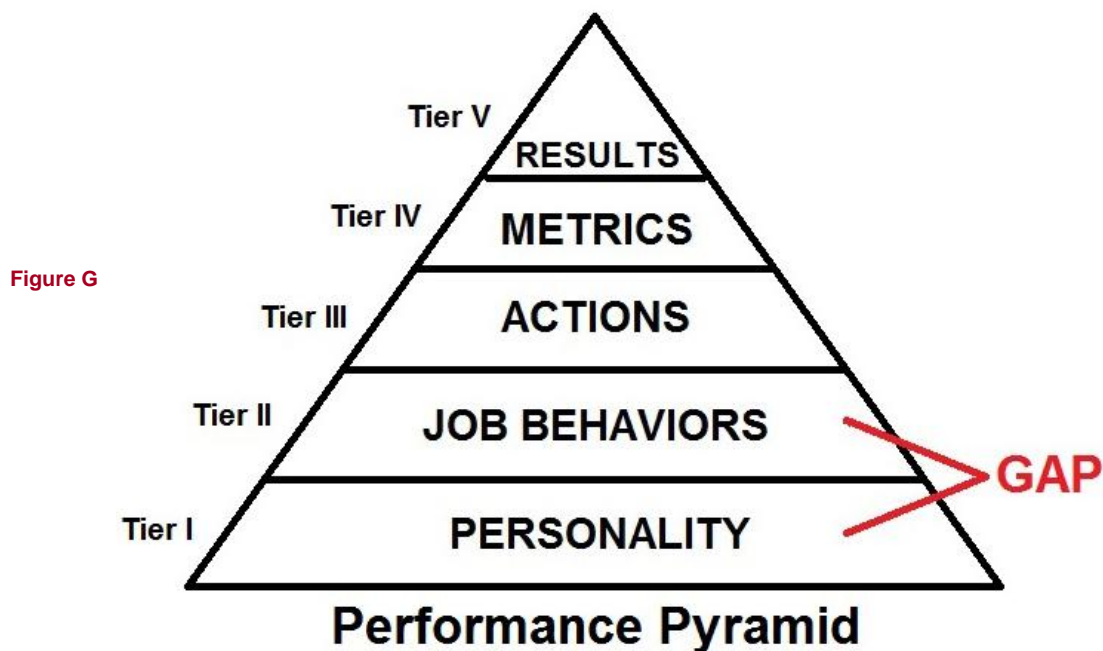 Tier V
RESULTS
Tier IV
METRICS
Figure G
Tier III
ACTIONS
Tier II
JOB BEHAVIORS
GAP
Tier I
PERSONALITY
Performance Pyramid